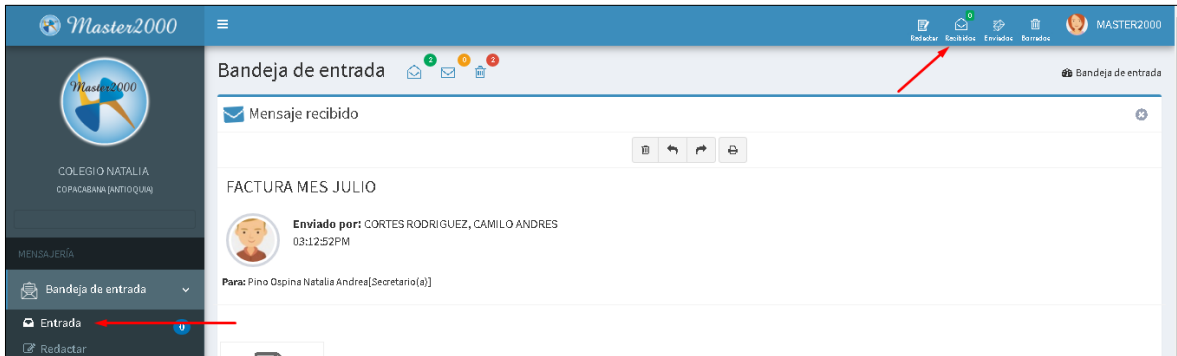 Master2000
0
Redactar Recibidos Enviados Borrados MASTER2000
Master2000
Bandeja de entrada 2 0 2
Bandeja de entrada
Mensaje recibido
COLEGIO NATALIA
COPACABANA [ANTIOQUIA]
FACTURA MES JULIO
Enviado por: CORTES RODRIGUEZ, CAMILO ANDRES
03:12:52PM
MENSAJERÍA
Para: Pino Ospina Natalia Andrea[Secretario(a)]
Bandeja de entrada
Entrada 0
Redactar